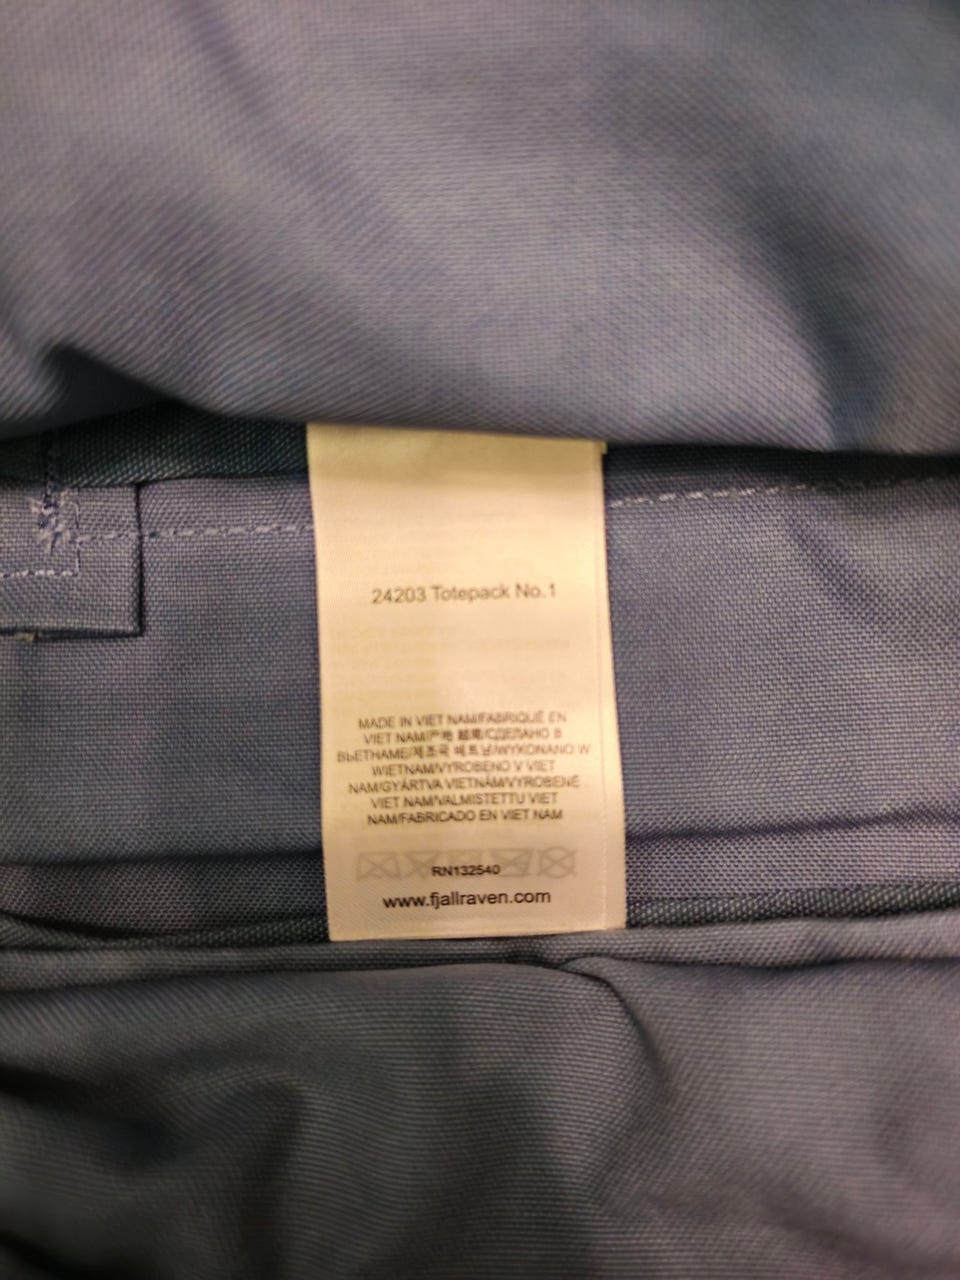 24203 Totepack No.1
MADE IN VIET NAM/FABRIQUÉ EN
VIET NAM/产地 越南/СДЕЛАНО В
ВЬЕТНАМЕ/제조국 베트남/WYKONANO W
WIETNAM/VYROBENO V VIET
NAM/GYÁRTVA VIETNÁM/VYROBENÉ
VIET NAM/VALMISTETTU VIET
NAM/FABRICADO EN VIET NAM
RN132540
www.fjallraven.com